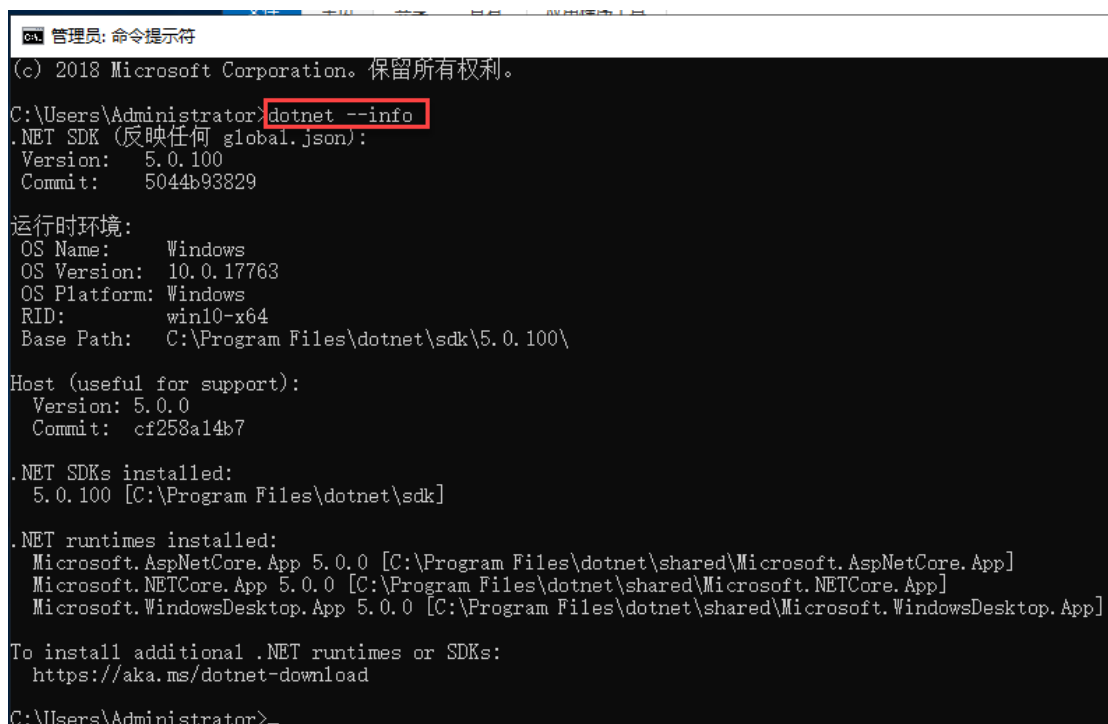 管理员: 命令提示符
(c) 2018 Microsoft Corporation。保留所有权利。
C:\Users\Administrator>dotnet --info
.NET SDK (反映任何 global.json):
Version: 5.0.100
Commit: 5044b93829
运行时环境:
OS Name: Windows
OS Version: 10.0.17763
OS Platform: Windows
RID: win10-x64
Base Path: C:\Program Files\dotnet\sdk\5.0.100\
Host (useful for support):
Version: 5.0.0
Commit: cf258a14b7
.NET SDKs installed:
5.0.100 [C:\Program Files\dotnet\sdk]
.NET runtimes installed:
Microsoft.AspNetCore.App 5.0.0 [C:\Program Files\dotnet\shared\Microsoft.AspNetCore.App]
Microsoft.NETCore.App 5.0.0 [C:\Program Files\dotnet\shared\Microsoft.NETCore.App]
Microsoft.WindowsDesktop.App 5.0.0 [C:\Program Files\dotnet\shared\Microsoft.WindowsDesktop.App]
To install additional .NET runtimes or SDKs:
https://aka.ms/dotnet-download
C:\Users\Administrator>_